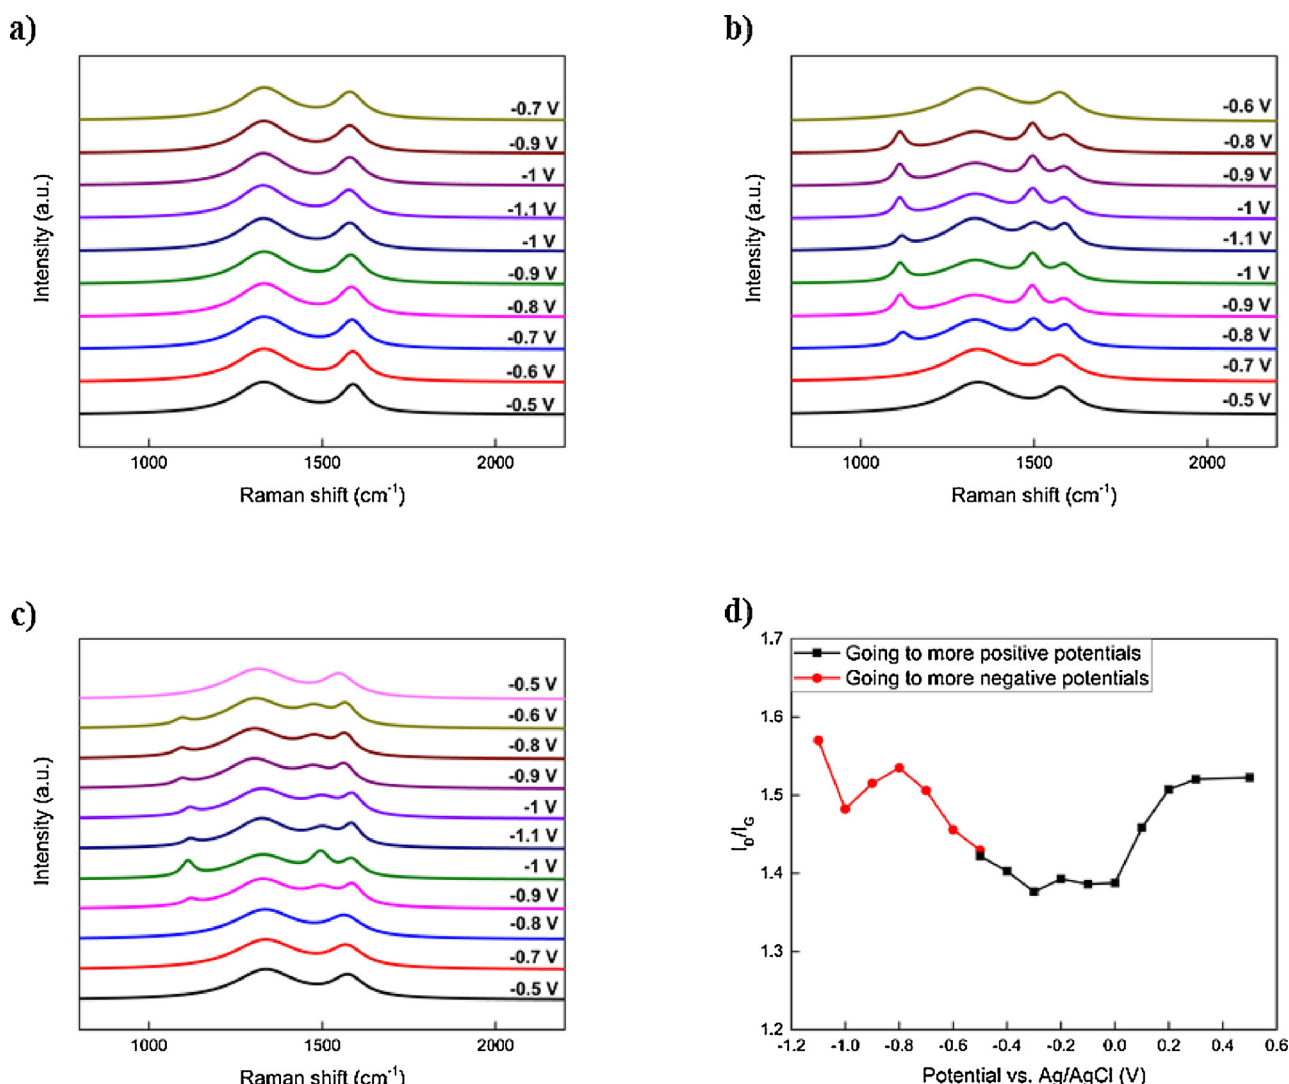 a)
-0.7 V
-0.9 V
-1 V
-1.1 V
-1 V
-0.9 V
-0.8 V
-0.7 V
-0.6 V
-0.5 V
Intensity (a.u.)
1000 1500 2000
Raman shift (cm-1)
b)
-0.6 V
-0.8 V
-0.9 V
-1 V
-1.1 V
-1 V
-0.9 V
-0.8 V
-0.7 V
-0.5 V
Intensity (a.u.)
1000 1500 2000
Raman shift (cm-1)
c)
-0.5 V
-0.6 V
-0.8 V
-0.9 V
-1 V
-1.1 V
-1 V
-0.9 V
-0.8 V
-0.7 V
-0.5 V
Intensity (a.u.)
1000 1500 2000
Raman shift (cm-1)
d)
1.7
Going to more positive potentials
Going to more negative potentials
1.6
1.5
1.4
1.3
1.2
ID/IG
-1.2 -1.0 -0.8 -0.6 -0.4 -0.2 0.0 0.2 0.4 0.6
Potential vs. Ag/AgCl (V)